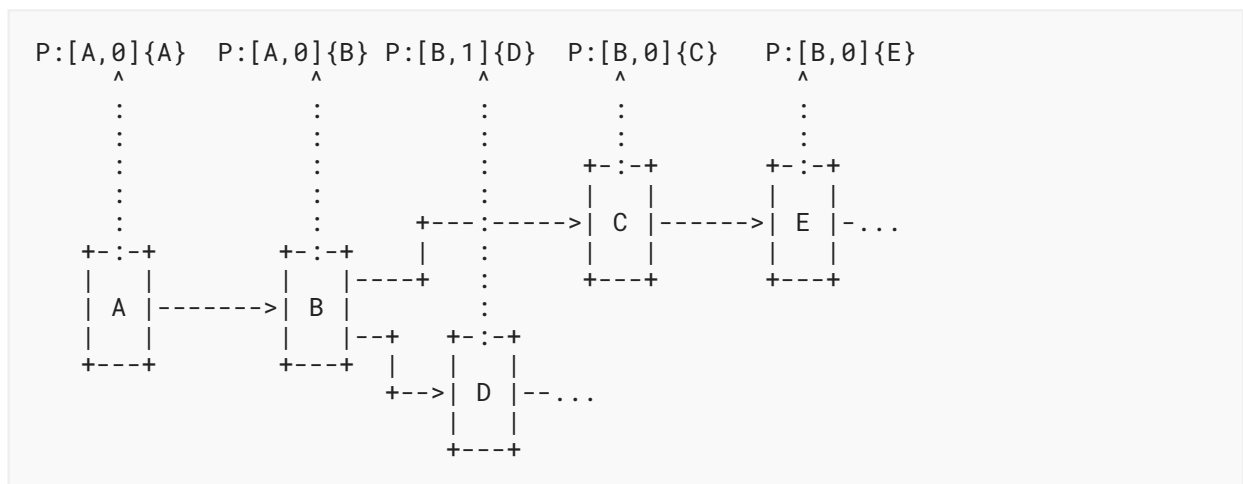 P:[A,0]{A} P:[A,0]{B} P:[B,1]{D} P:[B,0]{C} P:[B,0]{E}
C E ...
A B
D ...